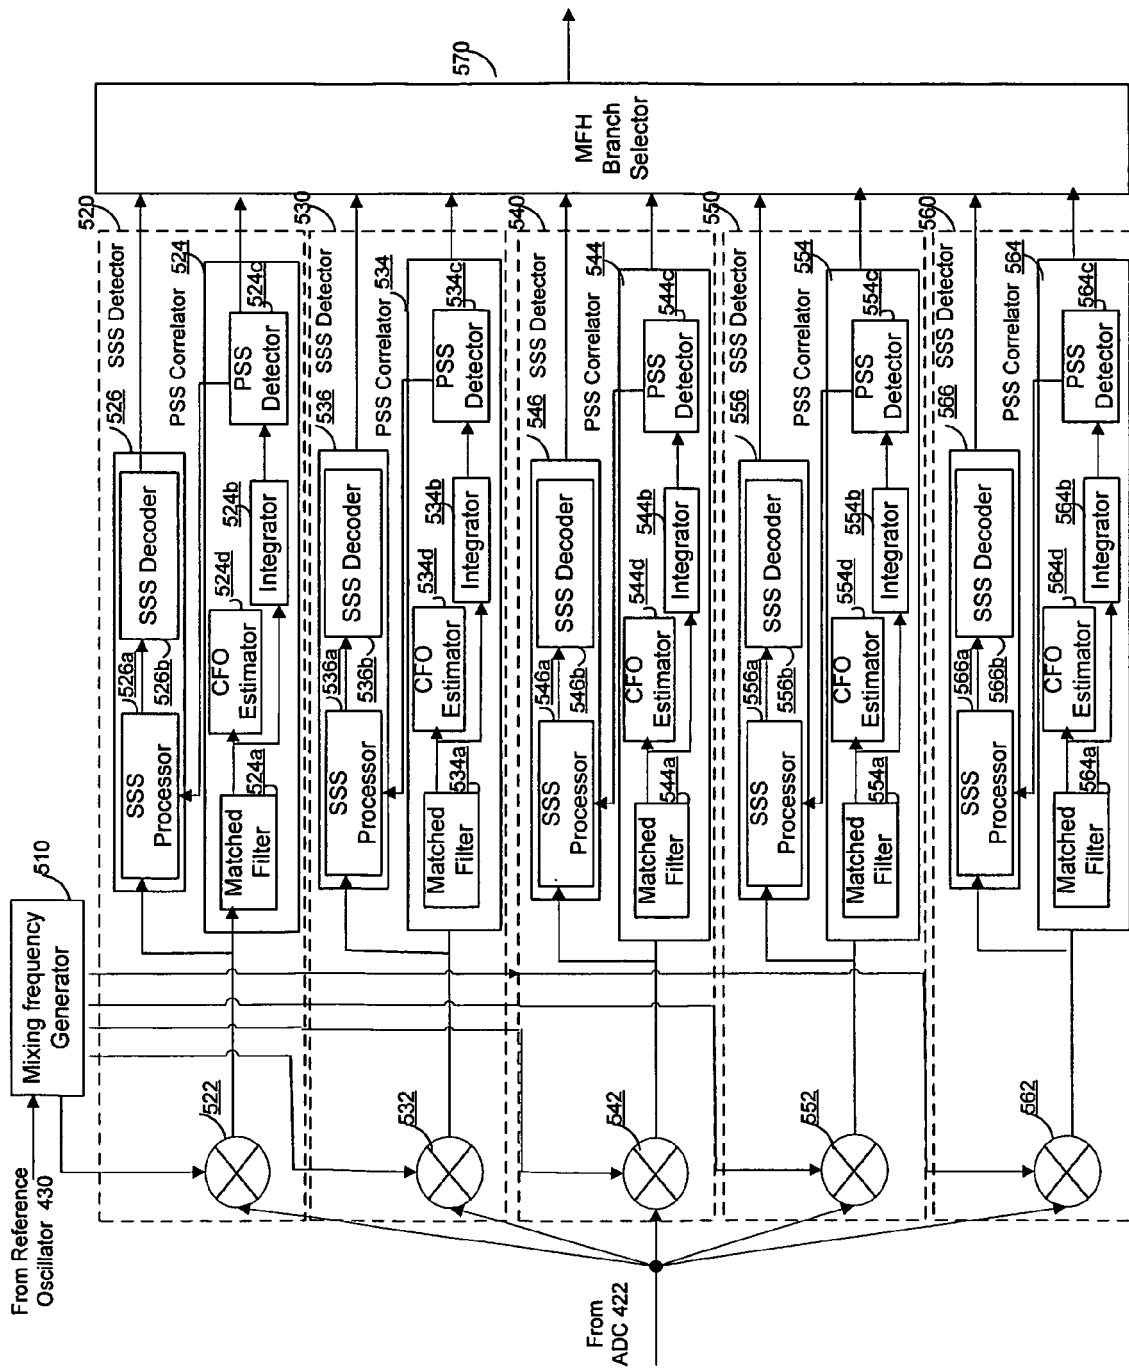 From Reference
Oscillator 430
Mixing frequency
Generator
510
From
ADC 422
520
522
526
SSS Detector
SSS
Processor
526a
SSS Decoder
526b
PSS Correlator
524
Matched
Filter
524a
CFO
Estimator
524d
Integrator
524b
PSS
Detector
524c
530
532
536
SSS Detector
SSS
Processor
536a
SSS Decoder
536b
PSS Correlator
534
Matched
Filter
534a
CFO
Estimator
534d
Integrator
534b
PSS
Detector
534c
540
542
546
SSS Detector
SSS
Processor
546a
SSS Decoder
546b
PSS Correlator
544
Matched
Filter
544a
CFO
Estimator
544d
Integrator
544b
PSS
Detector
544c
550
552
556
SSS Detector
SSS
Processor
556a
SSS Decoder
556b
PSS Correlator
554
Matched
Filter
554a
CFO
Estimator
554d
Integrator
554b
PSS
Detector
554c
560
562
566
SSS Detector
SSS
Processor
566a
SSS Decoder
566b
PSS Correlator
564
Matched
Filter
564a
CFO
Estimator
564d
Integrator
564b
PSS
Detector
564c
MFH
Branch
Selector
570